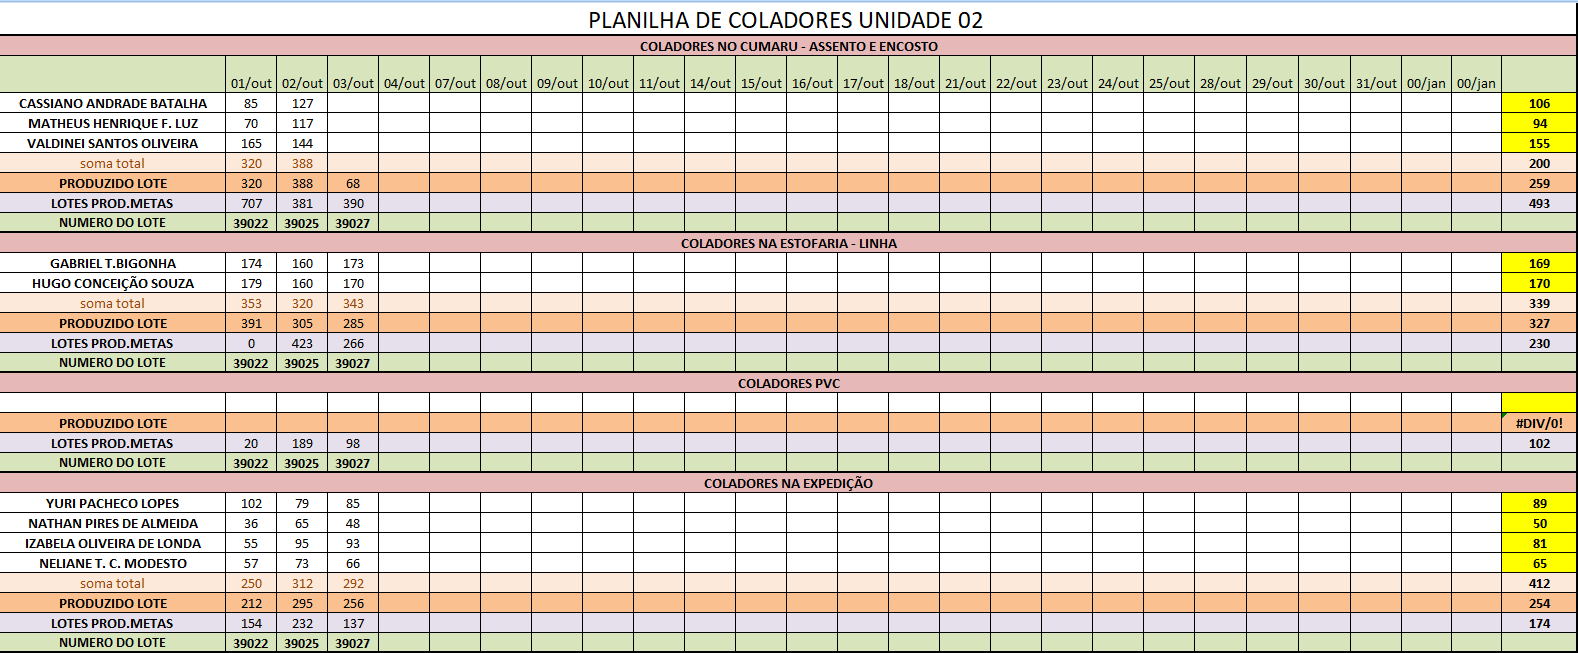 PLANILHA DE COLADORES UNIDADE 02
COLADORES NO CUMARU - ASSENTO E ENCOSTO
01/out 02/out 03/out 04/out 07/out 08/out 09/out 10/out 11/out 14/out 15/out 16/out 17/out 18/out 21/out 22/out 23/out 24/out 25/out 28/out 29/out 30/out 31/out 00/jan 00/jan
CASSIANO ANDRADE BATALHA 85 127 106
MATHEUS HENRIQUE F. LUZ 70 117 94
VALDINEI SANTOS OLIVEIRA 165 144 155
soma total 320 388 200
PRODUZIDO LOTE 320 388 68 259
LOTES PROD.METAS 707 381 390 493
NUMERO DO LOTE 39022 39025 39027
COLADORES NA ESTOFARIA - LINHA
GABRIEL T.BIGONHA 174 160 173 169
HUGO CONCEIÇÃO SOUZA 179 160 170 170
soma total 353 320 343 339
PRODUZIDO LOTE 391 305 285 327
LOTES PROD.METAS 0 423 266 230
NUMERO DO LOTE 39022 39025 39027
COLADORES PVC
PRODUZIDO LOTE #DIV/0!
LOTES PROD.METAS 20 189 98 102
NUMERO DO LOTE 39022 39025 39027
COLADORES NA EXPEDIÇÃO
YURI PACHECO LOPES 102 79 85 89
NATHAN PIRES DE ALMEIDA 36 65 48 50
IZABELA OLIVEIRA DE LONDA 55 95 93 81
NELIANE T. C. MODESTO 57 73 66 65
soma total 250 312 292 412
PRODUZIDO LOTE 212 295 256 254
LOTES PROD.METAS 154 232 137 174
NUMERO DO LOTE 39022 39025 39027